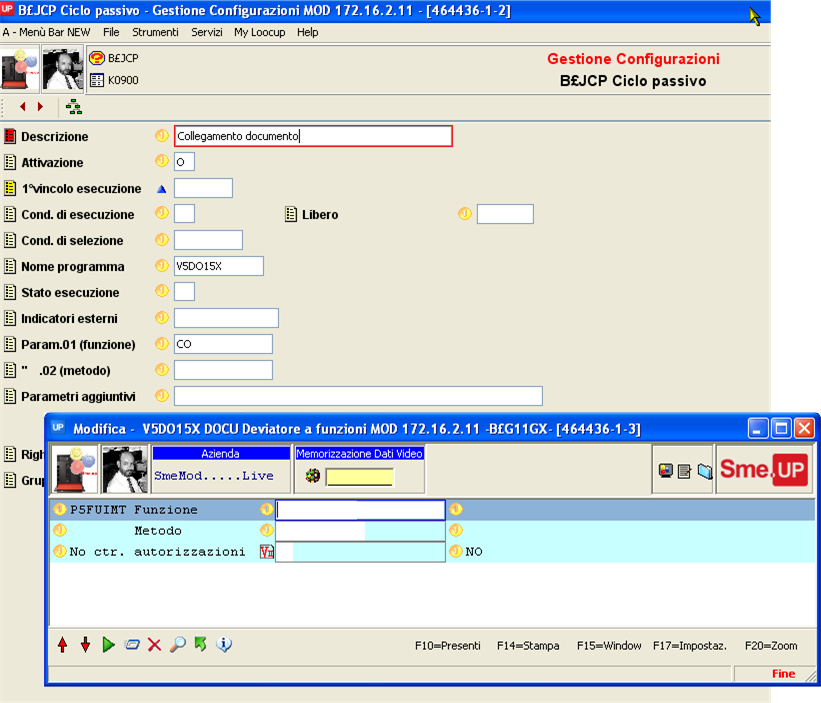 UP B£JCP Ciclo passivo - Gestione Configurazioni MOD 172.16.2.11 - [464436-1-2]
A - Menù Bar NEW File Strumenti Servizi My Loocup Help
B£JCP
K0900
Gestione Configurazioni
B£JCP Ciclo passivo
Descrizione Collegamento documento
Attivazione O
1°vincolo esecuzione
Cond. di esecuzione Libero
Cond. di selezione
Nome programma V5DO15X
Stato esecuzione
Indicatori esterni
Param.01 (funzione) CO
" .02 (metodo)
Parametri aggiuntivi
UP Modifica - V5DO15X DOCU Deviatore a funzioni MOD 172.16.2.11 -B£G11GX- [464436-1-3]
Righ
Grup
Azienda
SmeMod.....Live
Memorizzazione Dati Video
Sme.UP
P5FUIMT Funzione
Metodo
No ctr. autorizzazioni NO
F10=Presenti F14=Stampa F15=Window F17=Impostaz. F20=Zoom
Fine